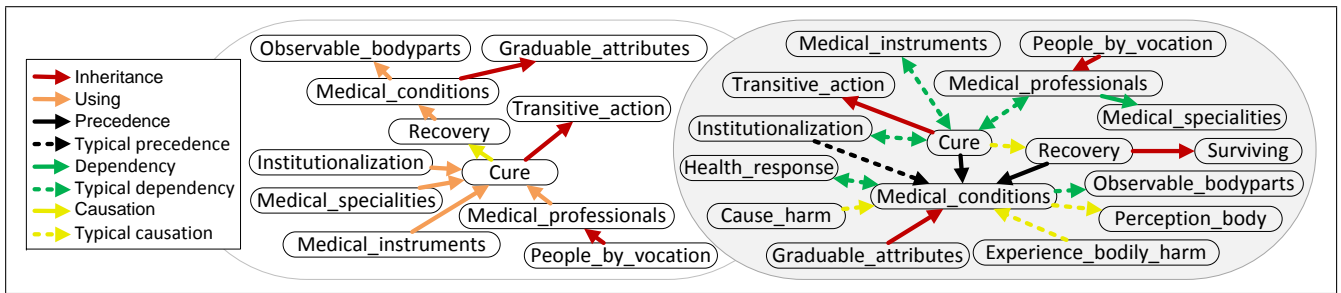 Inheritance
Using
Precedence
Typical precedence
Dependency
Typical dependency
Causation
Typical causation
Observable_bodyparts
Graduable_attributes
Medical_conditions
Transitive_action
Recovery
Institutionalization
Cure
Medical_specialities
Medical_professionals
Medical_instruments
People_by_vocation
Medical_instruments
People_by_vocation
Transitive_action
Medical_professionals
Institutionalization
Medical_specialities
Cure
Recovery
Surviving
Health_response
Observable_bodyparts
Medical_conditions
Cause_harm
Perception_body
Graduable_attributes
Experience_bodily_harm